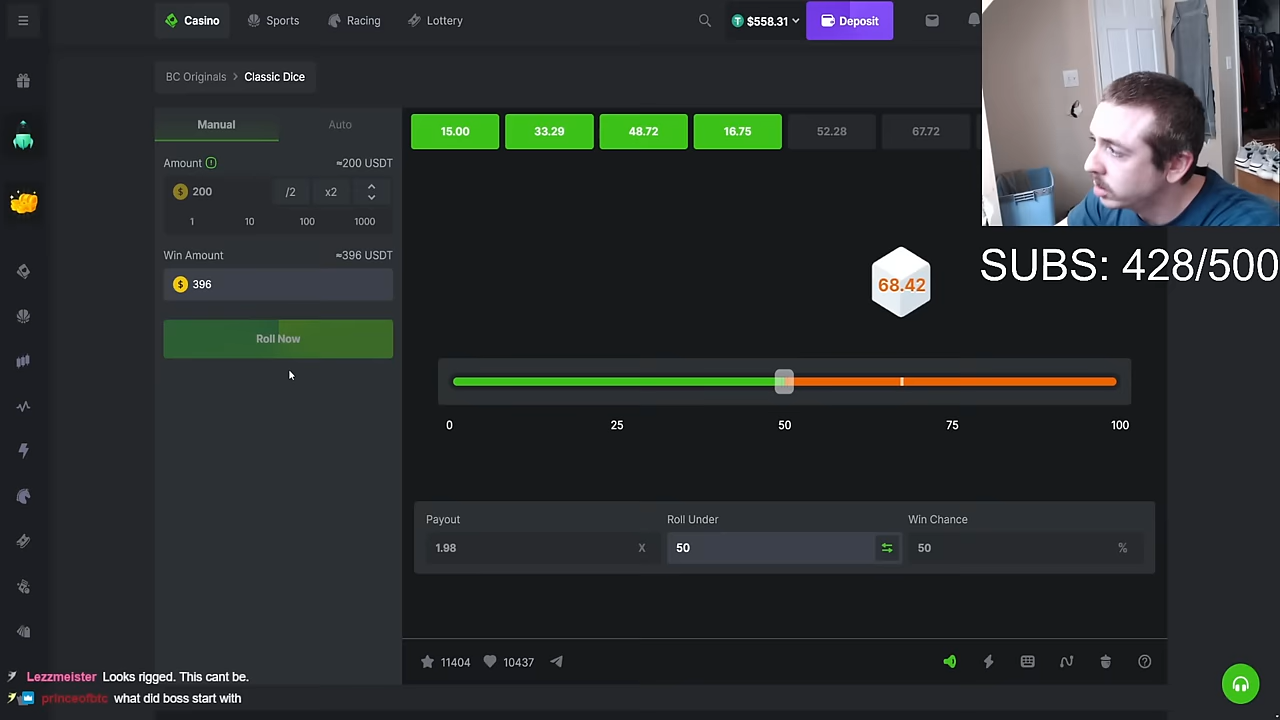 Casino
Sports
Racing
Lottery
$558.31
Deposit
BC Originals > Classic Dice
Manual
Auto
15.00
33.29
48.72
16.75
52.28
67.72
Amount
≈200 USDT
200
/2
x2
1
10
100
1000
Win Amount
≈396 USDT
396
Roll Now
68.42
SUBS: 428/500
0
25
50
75
100
Payout
Roll Under
Win Chance
1.98
X
50
50
%
11404
10437
Lezzmeister Looks rigged. This cant be.
princeofbtc what did boss start with